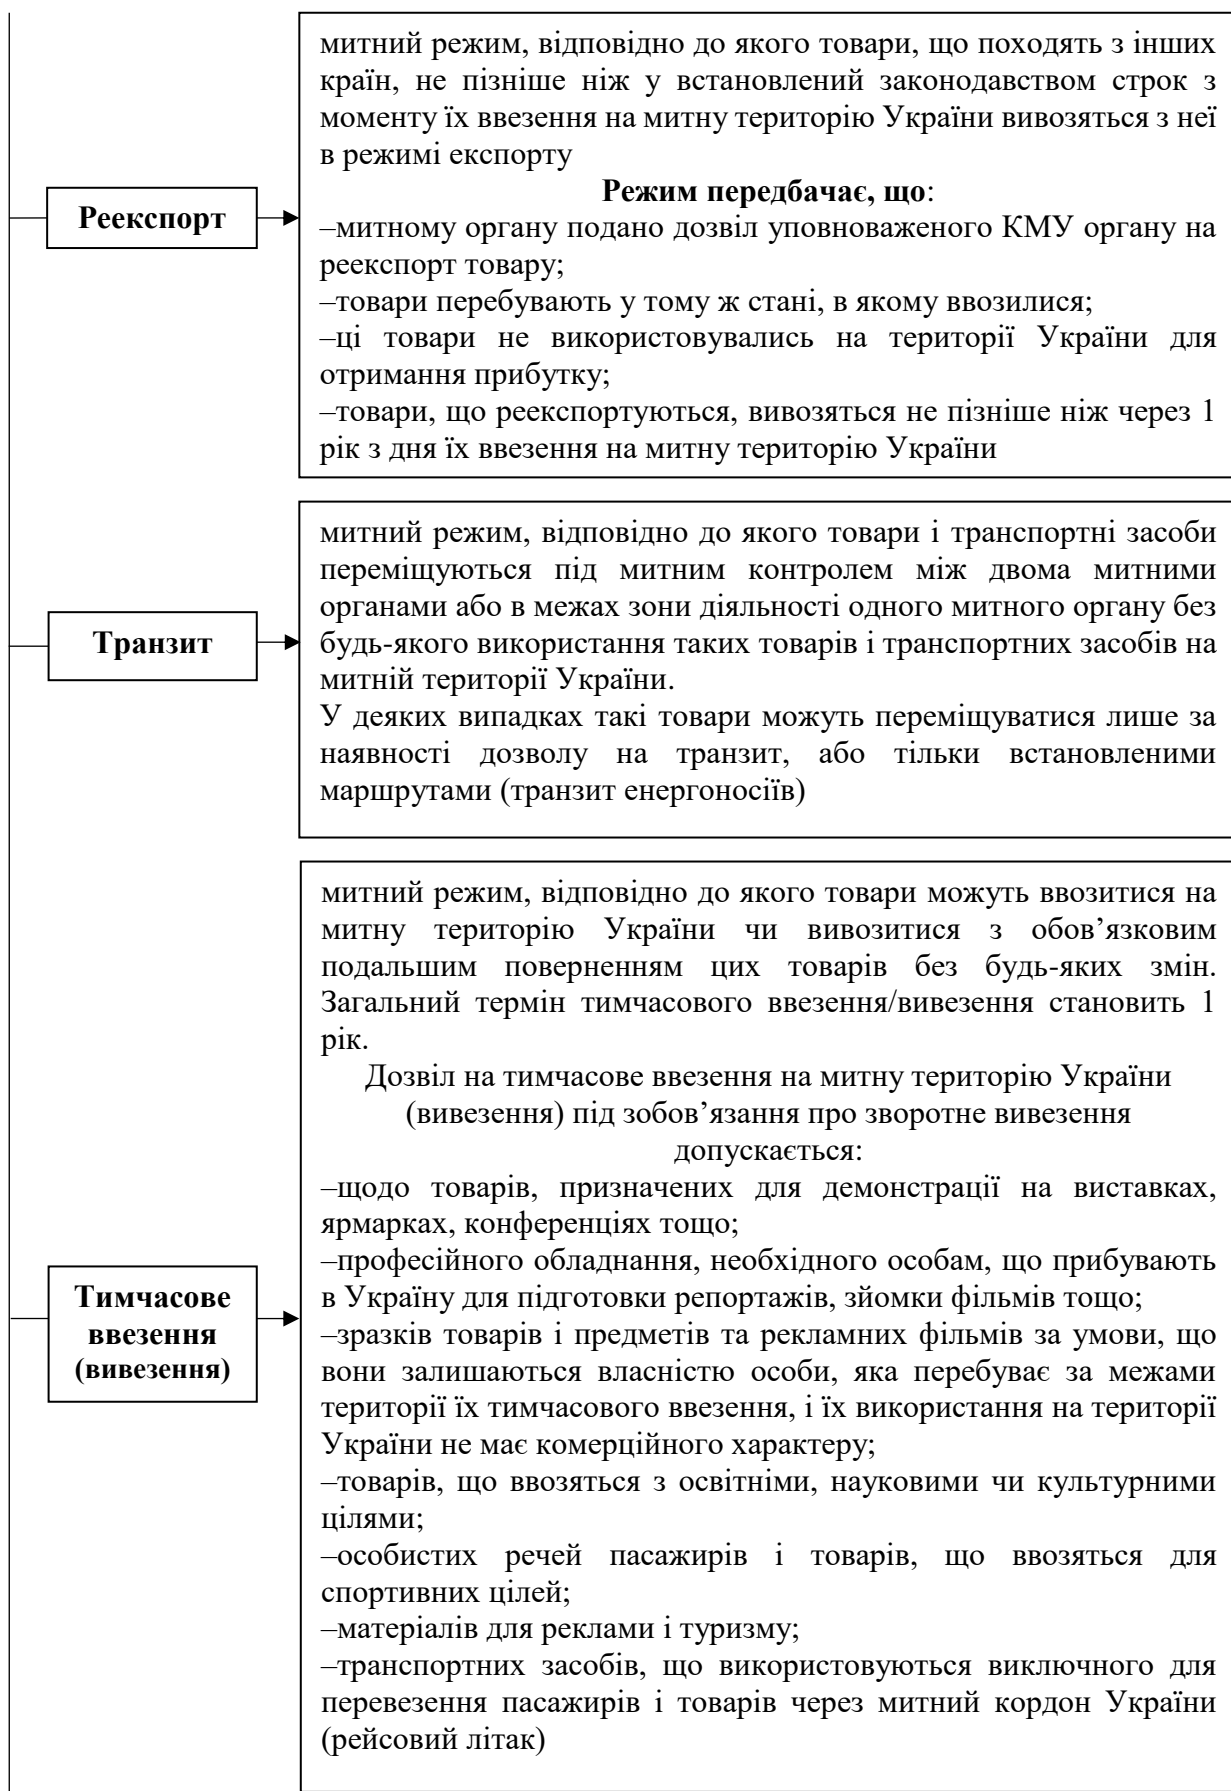 митний режим, відповідно до якого товари, що походять з інших
країн, не пізніше ніж у встановлений законодавством строк з
моменту їх ввезення на митну територію України вивозяться з неї
в режимі експорту
Режим передбачає, що:
–митному органу подано дозвіл уповноваженого КМУ органу на
реекспорт товару;
–товари перебувають у тому ж стані, в якому ввозилися;
–ці товари не використовувались на території України для
отримання прибутку;
–товари, що реекспортуються, вивозяться не пізніше ніж через 1
рік з дня їх ввезення на митну територію України
Реекспорт
митний режим, відповідно до якого товари і транспортні засоби
переміщуються під митним контролем між двома митними
органами або в межах зони діяльності одного митного органу без
будь-якого використання таких товарів і транспортних засобів на
митній території України.
У деяких випадках такі товари можуть переміщуватися лише за
наявності дозволу на транзит, або тільки встановленими
маршрутами (транзит енергоносіїв)
Транзит
митний режим, відповідно до якого товари можуть ввозитися на
митну територію України чи вивозитися з обов’язковим
подальшим поверненням цих товарів без будь-яких змін.
Загальний термін тимчасового ввезення/вивезення становить 1
рік.
Дозвіл на тимчасове ввезення на митну територію України
(вивезення) під зобов’язання про зворотне вивезення
допускається:
–щодо товарів, призначених для демонстрації на виставках,
ярмарках, конференціях тощо;
–професійного обладнання, необхідного особам, що прибувають
в Україну для підготовки репортажів, зйомки фільмів тощо;
–зразків товарів і предметів та рекламних фільмів за умови, що
вони залишаються власністю особи, яка перебуває за межами
території їх тимчасового ввезення, і їх використання на території
України не має комерційного характеру;
–товарів, що ввозяться з освітніми, науковими чи культурними
цілями;
–особистих речей пасажирів і товарів, що ввозяться для
спортивних цілей;
–матеріалів для реклами і туризму;
–транспортних засобів, що використовуються виключного для
перевезення пасажирів і товарів через митний кордон України
(рейсовий літак)
Тимчасове
ввезення
(вивезення)